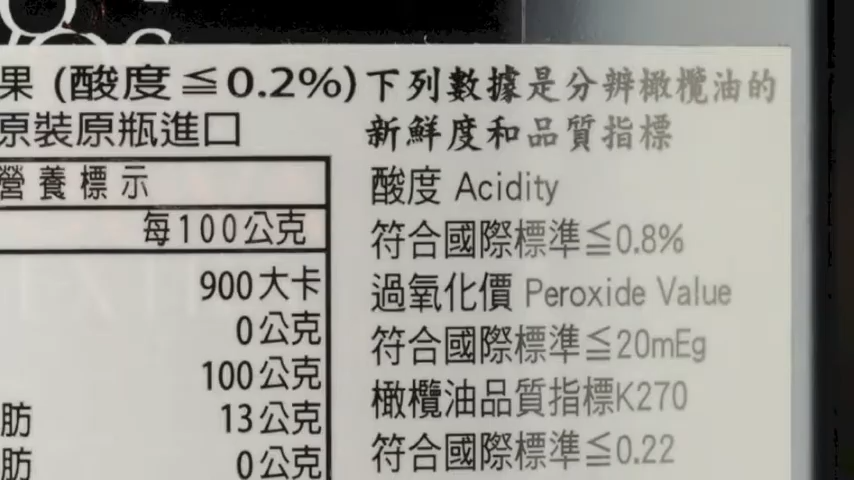 果 (酸度≦0.2%)
原裝原瓶進口
營養標示
每100公克
900大卡
0公克
100公克
肪 13公克
肪 0公克
下列數據是分辨橄欖油的
新鮮度和品質指標
酸度 Acidity
符合國際標準≦0.8%
過氧化價 Peroxide Value
符合國際標準≦20mEg
橄欖油品質指標K270
符合國際標準≦0.22